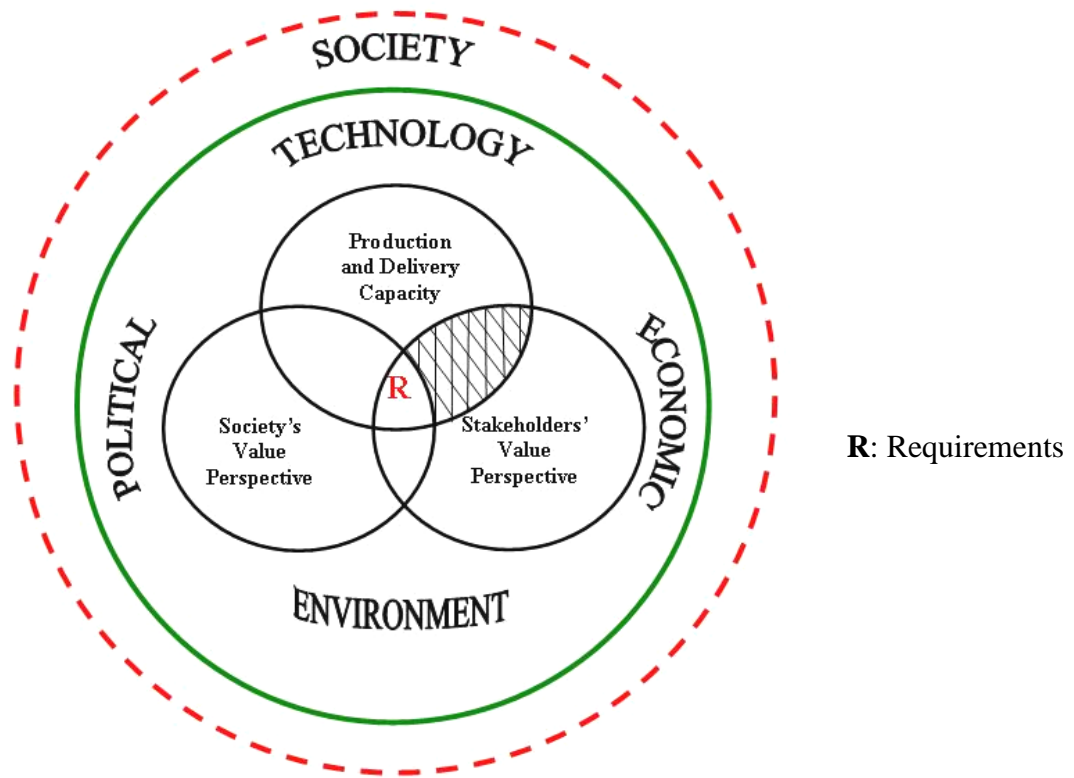 SOCIETY
TECHNOLOGY
Production
and Delivery
Capacity
POLITICAL
ECONOMIC
R
Society's
Value
Perspective
Stakeholders'
Value
Perspective
R: Requirements
ENVIRONMENT